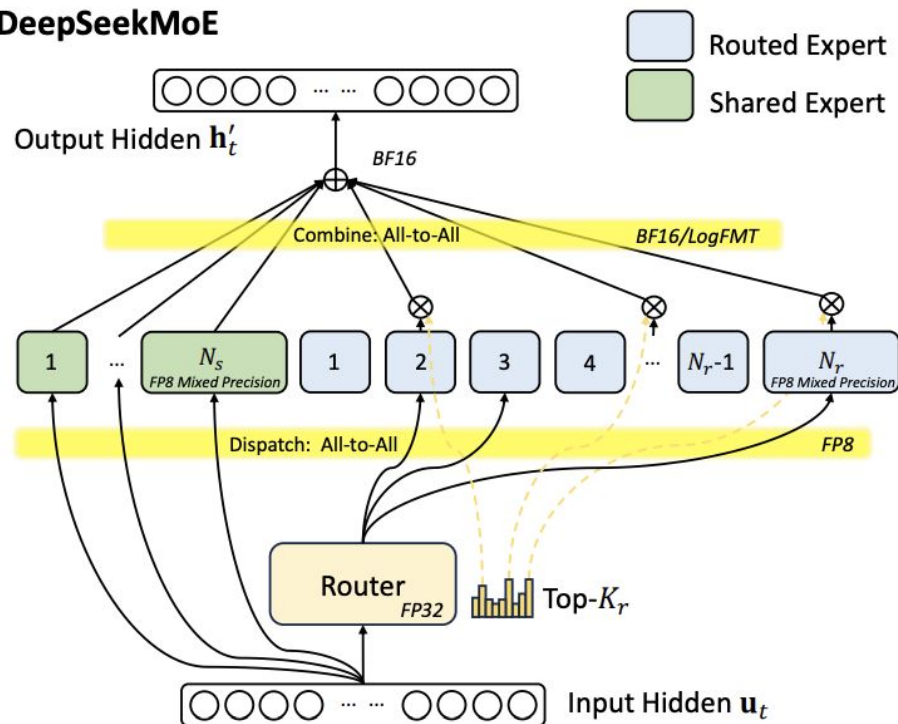 DeepSeekMoE
Routed Expert
Shared Expert
... ...
Output Hidden h′ₜ
BF16
Combine: All-to-All
BF16/LogFMT
1
...
Nₛ
FP8 Mixed Precision
1
2
3
4
...
Nᵣ-1
Nᵣ
FP8 Mixed Precision
Dispatch: All-to-All
FP8
Router
FP32
Top-Kᵣ
... ...
Input Hidden uₜ